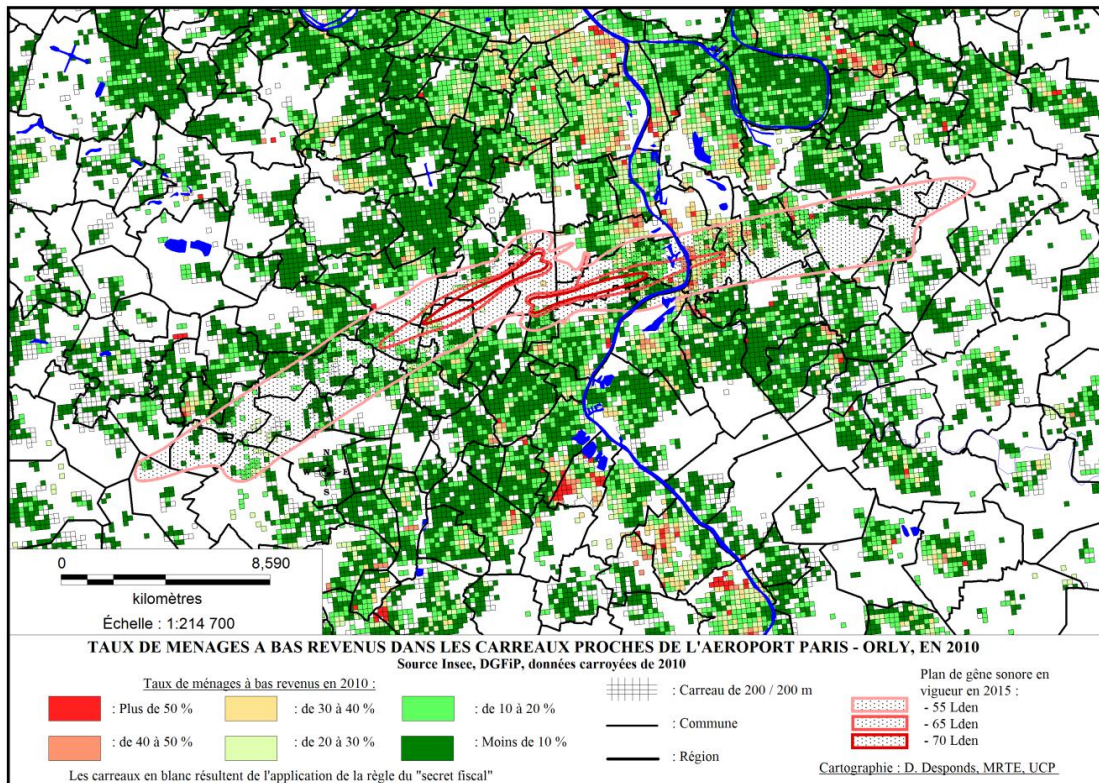 N
E
S
0 8,590
kilomètres
Échelle : 1:214 700
TAUX DE MENAGES A BAS REVENUS DANS LES CARREAUX PROCHES DE L'AEROPORT PARIS - ORLY, EN 2010
Source Insee, DGFiP, données carroyées de 2010
Taux de ménages à bas revenus en 2010 :
: Plus de 50 %
: de 30 à 40 %
: de 10 à 20 %
: de 40 à 50 %
: de 20 à 30 %
: Moins de 10 %
Les carreaux en blanc résultent de l'application de la règle du "secret fiscal"
: Carreau de 200 / 200 m
: Commune
: Région
Plan de gêne sonore en
vigueur en 2015 :
- 55 Lden
- 65 Lden
- 70 Lden
Cartographie : D. Desponds, MRTE, UCP